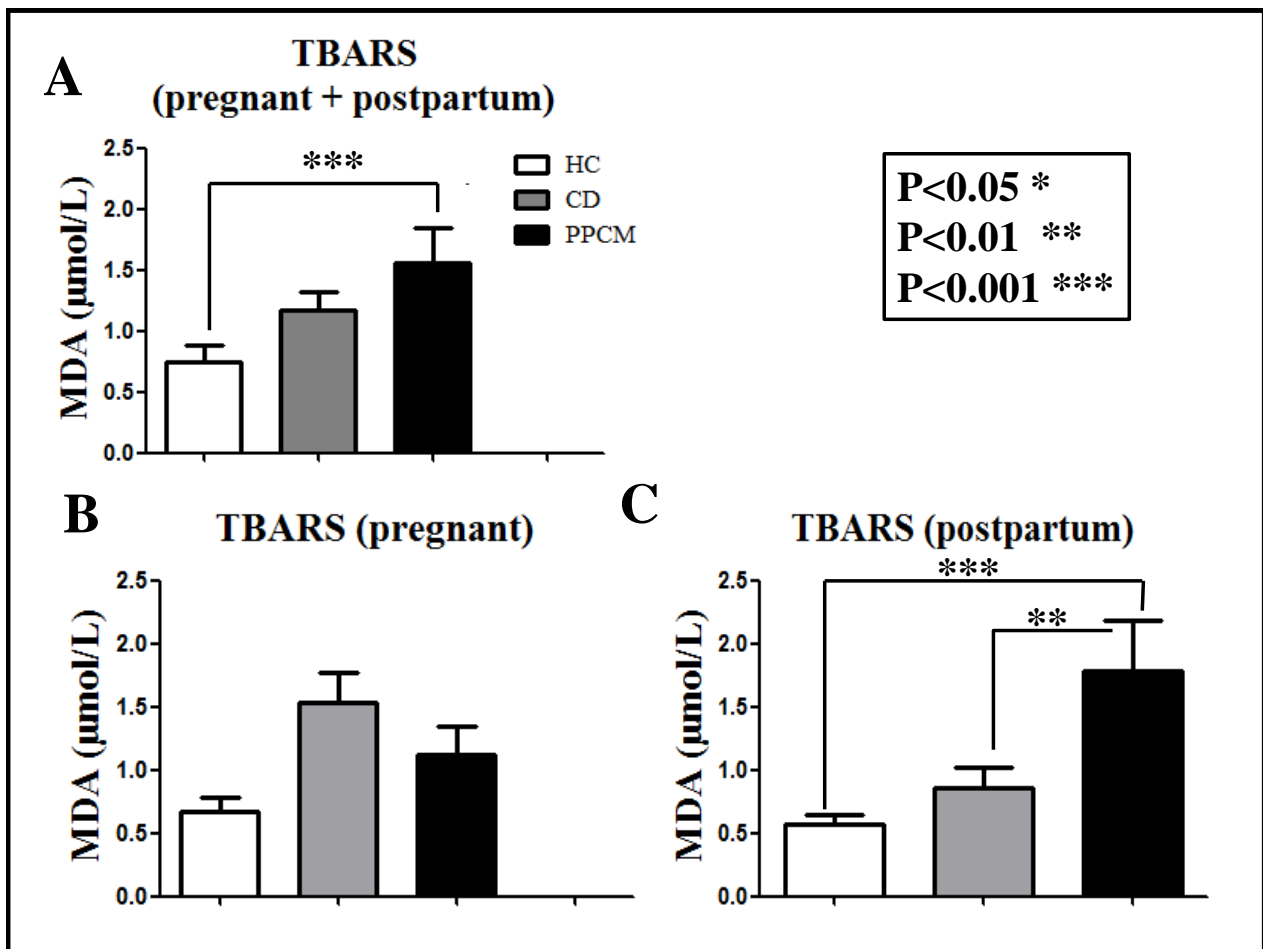 A
TBARS
(pregnant + postpartum)
MDA (µmol/L)
2.5
2.0
1.5
1.0
0.5
0.0
***
HC
CD
PPCM
P<0.05 *
P<0.01 **
P<0.001 ***
B
TBARS (pregnant)
MDA (µmol/L)
2.5
2.0
1.5
1.0
0.5
0.0
C
TBARS (postpartum)
MDA (µmol/L)
2.5
2.0
1.5
1.0
0.5
0.0
***
**